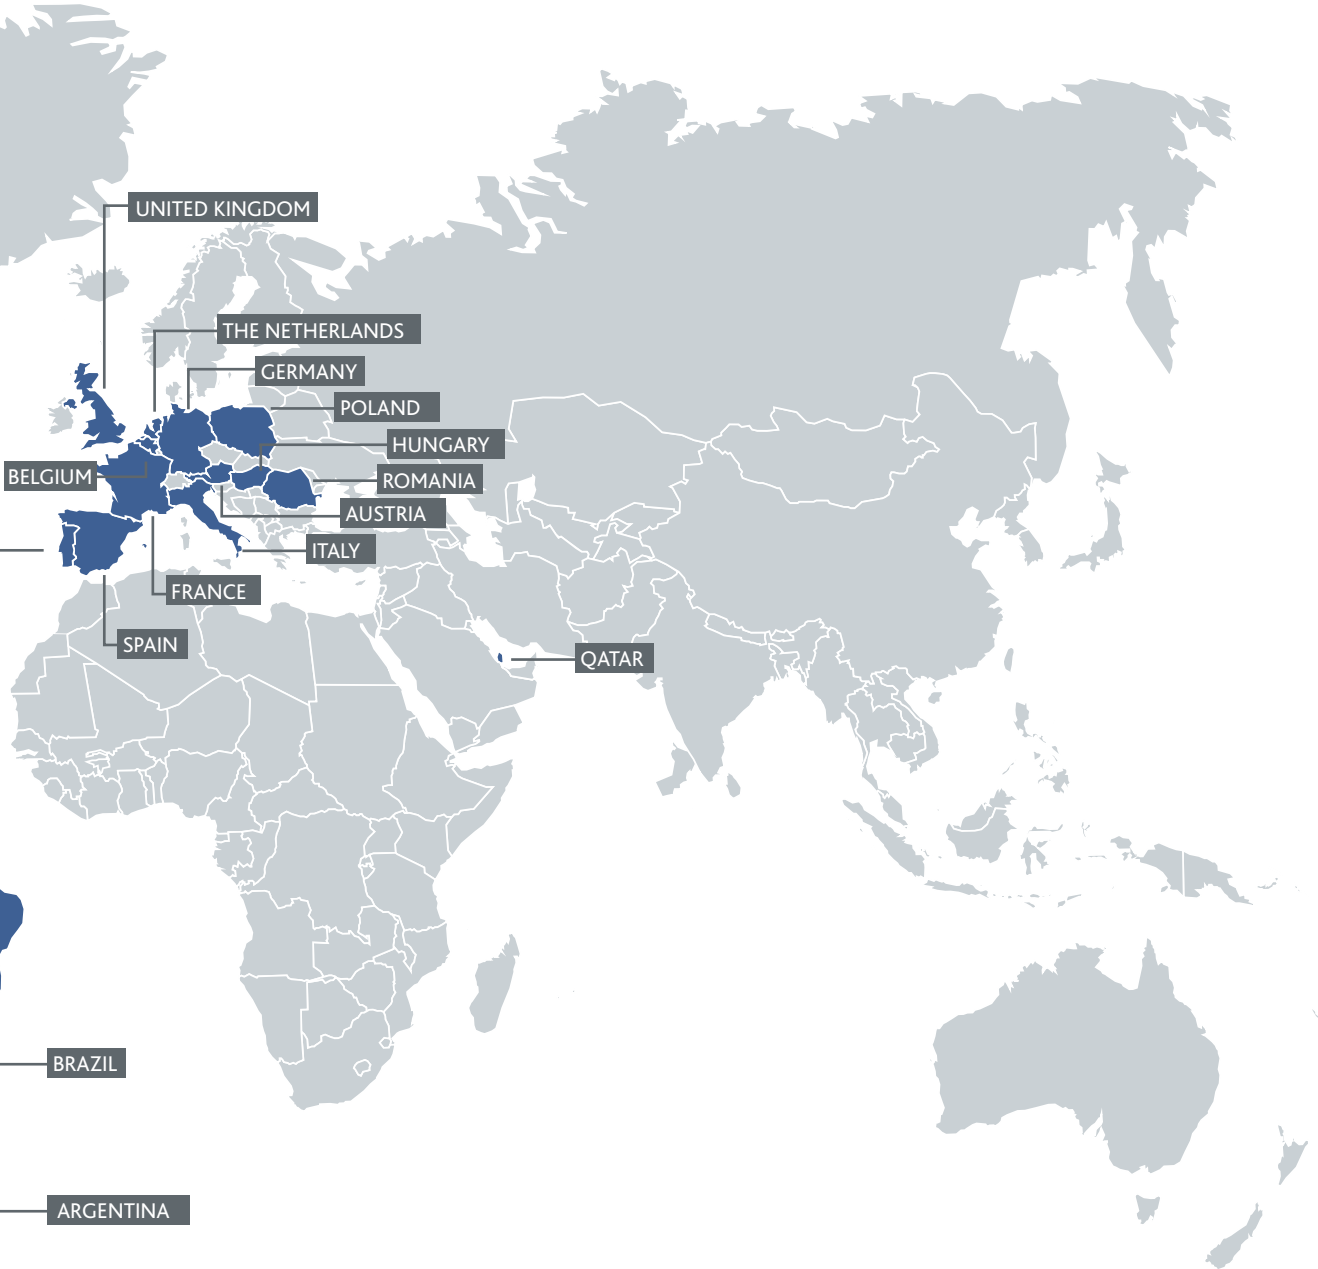 UNITED KINGDOM
THE NETHERLANDS
GERMANY
POLAND
HUNGARY
BELGIUM
ROMANIA
AUSTRIA
ITALY
FRANCE
SPAIN
QATAR
BRAZIL
ARGENTINA